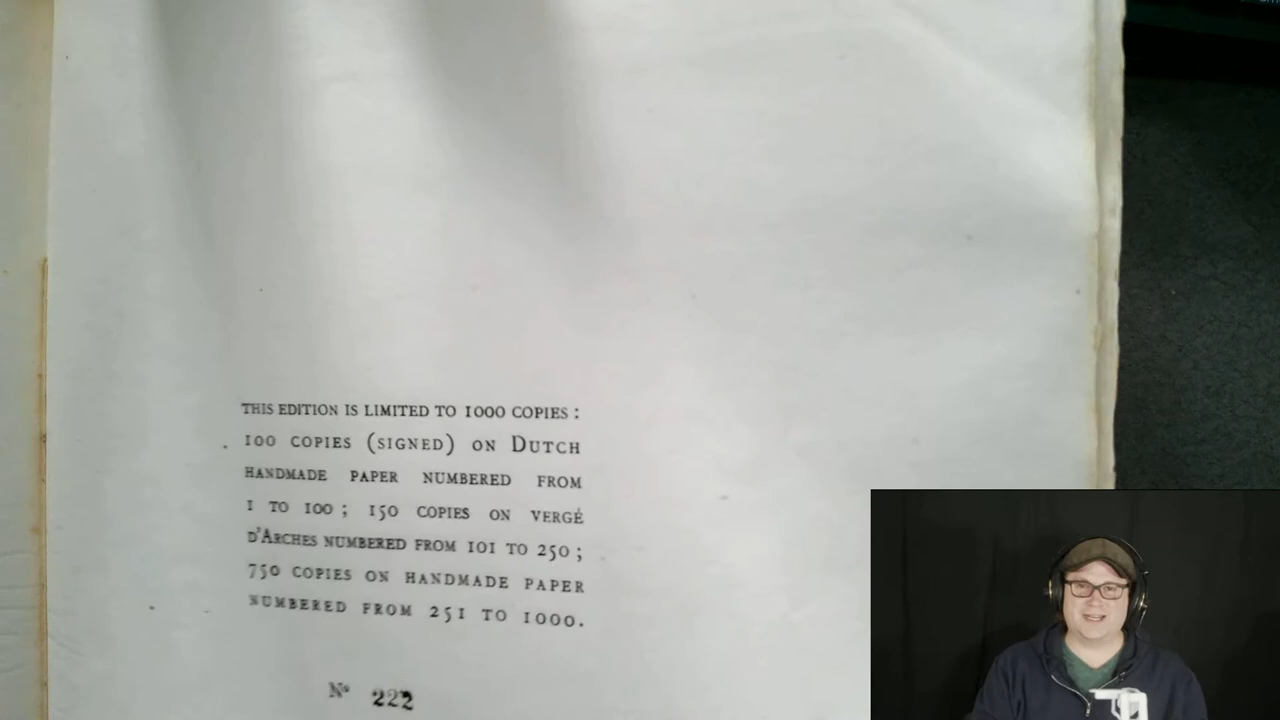 THIS EDITION IS LIMITED TO 1000 COPIES :
100 COPIES (SIGNED) ON DUTCH
HANDMADE PAPER NUMBERED FROM
1 TO 100 ; 150 COPIES ON VERGÉ
D'ARCHES NUMBERED FROM 101 TO 250 ;
750 COPIES ON HANDMADE PAPER
NUMBERED FROM 251 TO 1000.
Nº 222